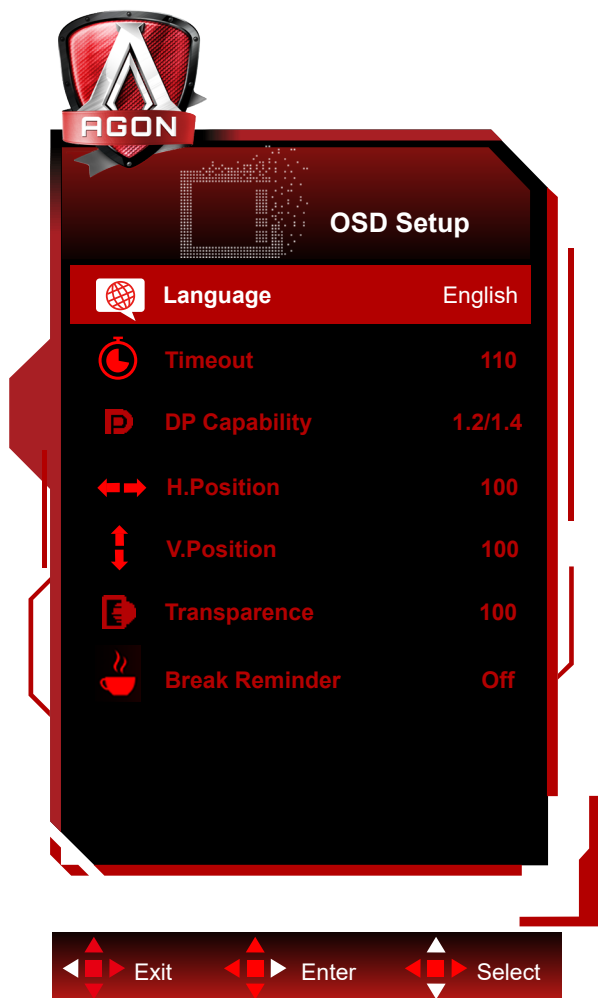 AGON
OSD Setup
Language English
Timeout 110
DP Capability 1.2/1.4
H.Position 100
V.Position 100
Transparence 100
Break Reminder Off
Exit Enter Select